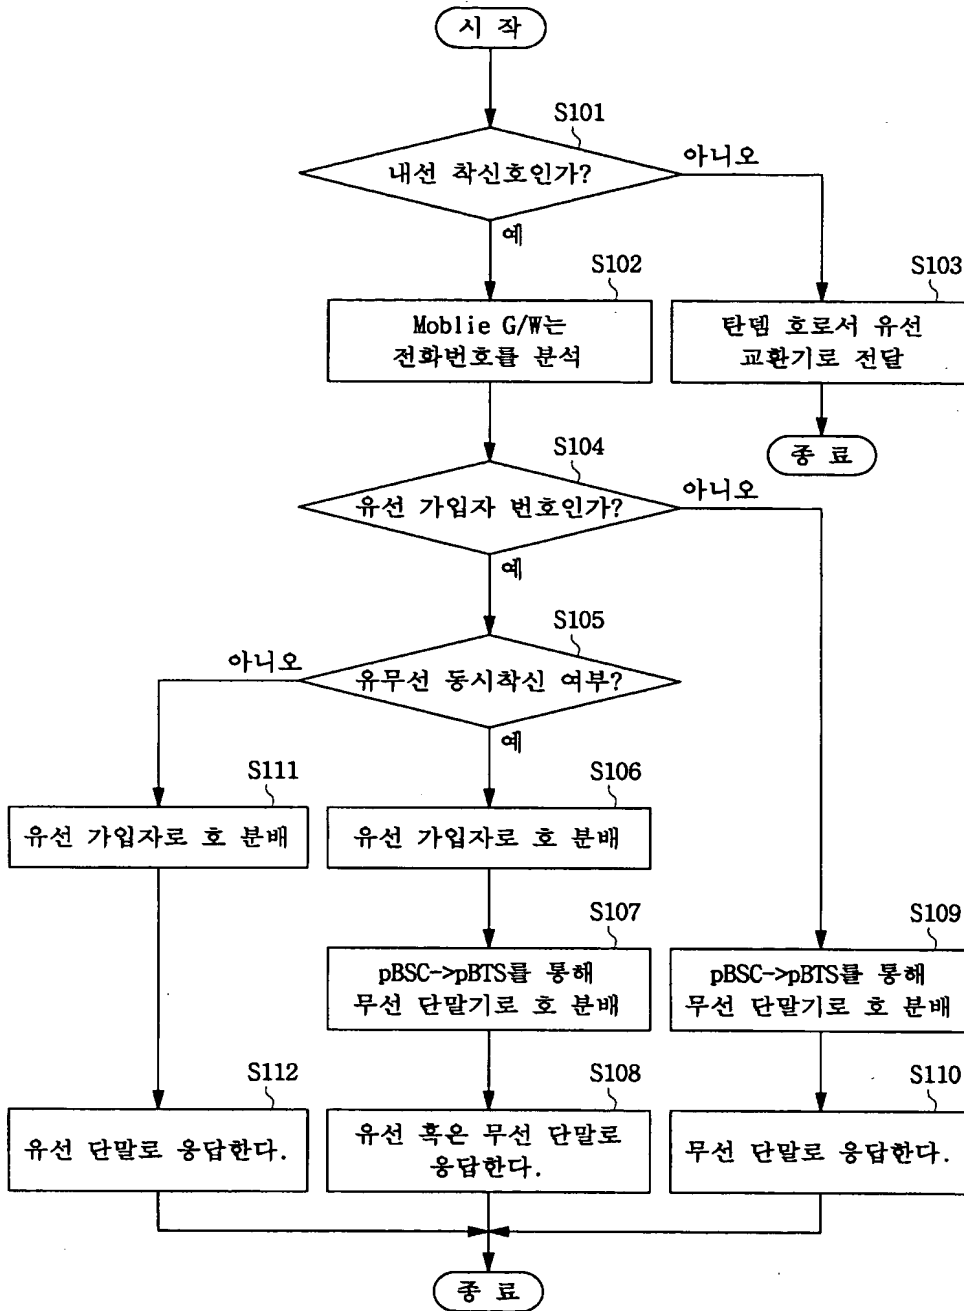 시 작
S101
내선 착신호인가?
아니오
예
S102
Moblie G/W는
전화번호를 분석
S103
탄뎀 호로서 유선
교환기로 전달
종 료
S104
유선 가입자 번호인가?
아니오
예
S105
유무선 동시착신 여부?
아니오
예
S111
유선 가입자로 호 분배
S106
유선 가입자로 호 분배
S107
pBSC->pBTS를 통해
무선 단말기로 호 분배
S109
pBSC->pBTS를 통해
무선 단말기로 호 분배
S112
유선 단말로 응답한다.
S108
유선 혹은 무선 단말로
응답한다.
S110
무선 단말로 응답한다.
종 료